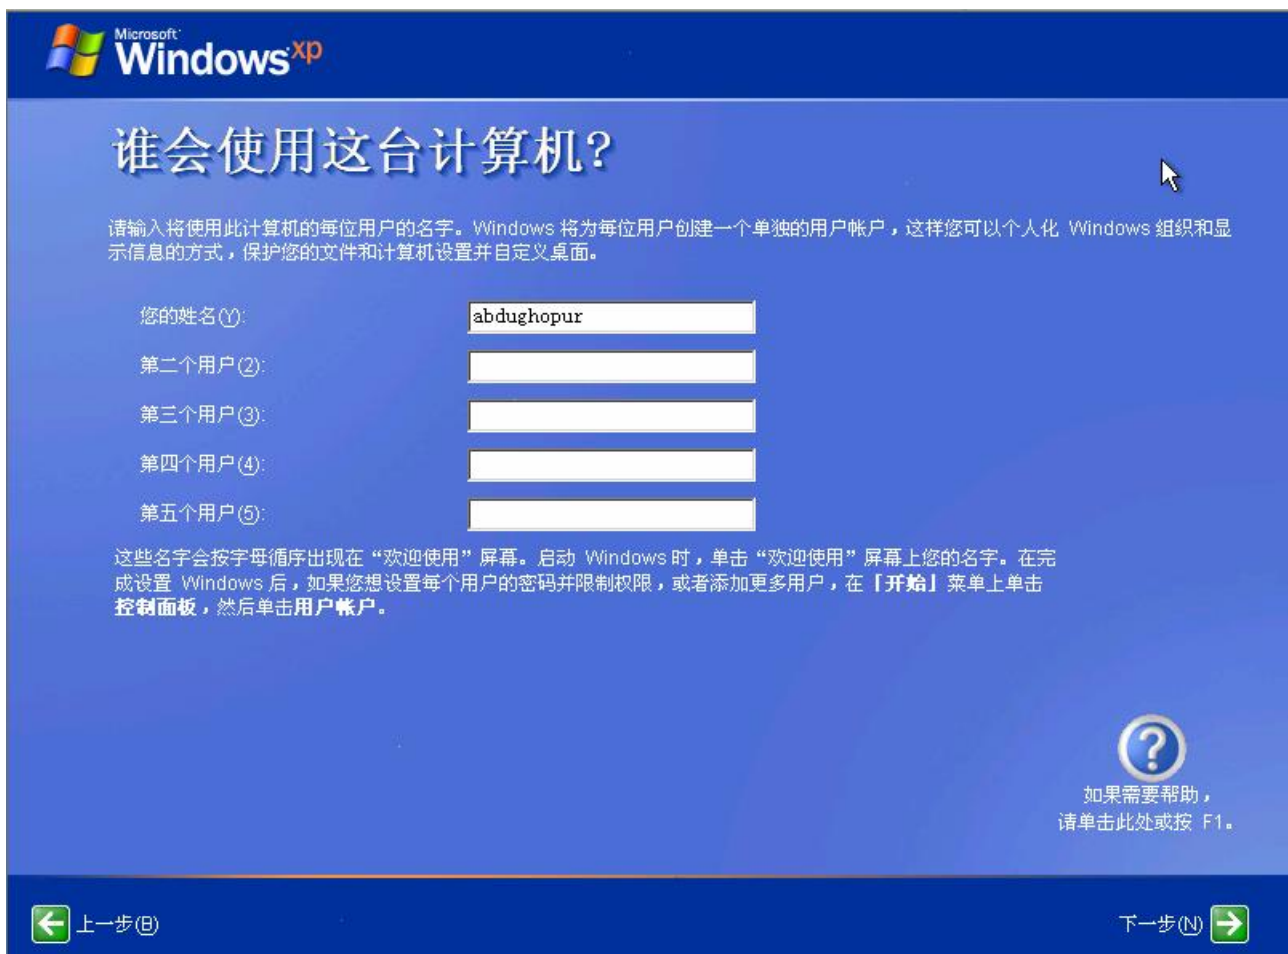 Microsoft
Windows xp
谁会使用这台计算机?
请输入将使用此计算机的每位用户的名字。Windows 将为每位用户创建一个单独的用户帐户，这样您可以个人化 Windows 组织和显
示信息的方式，保护您的文件和计算机设置并自定义桌面。
您的姓名(Y): abdughopur
第二个用户(2):
第三个用户(3):
第四个用户(4):
第五个用户(5):
这些名字会按字母循序出现在“欢迎使用”屏幕。启动 Windows 时，单击“欢迎使用”屏幕上您的名字。在完
成设置 Windows 后，如果您想设置每个用户的密码并限制权限，或者添加更多用户，在「开始」菜单上单击
控制面板，然后单击用户帐户。
?
如果需要帮助，
请单击此处或按 F1。
上一步(B)
下一步(N)